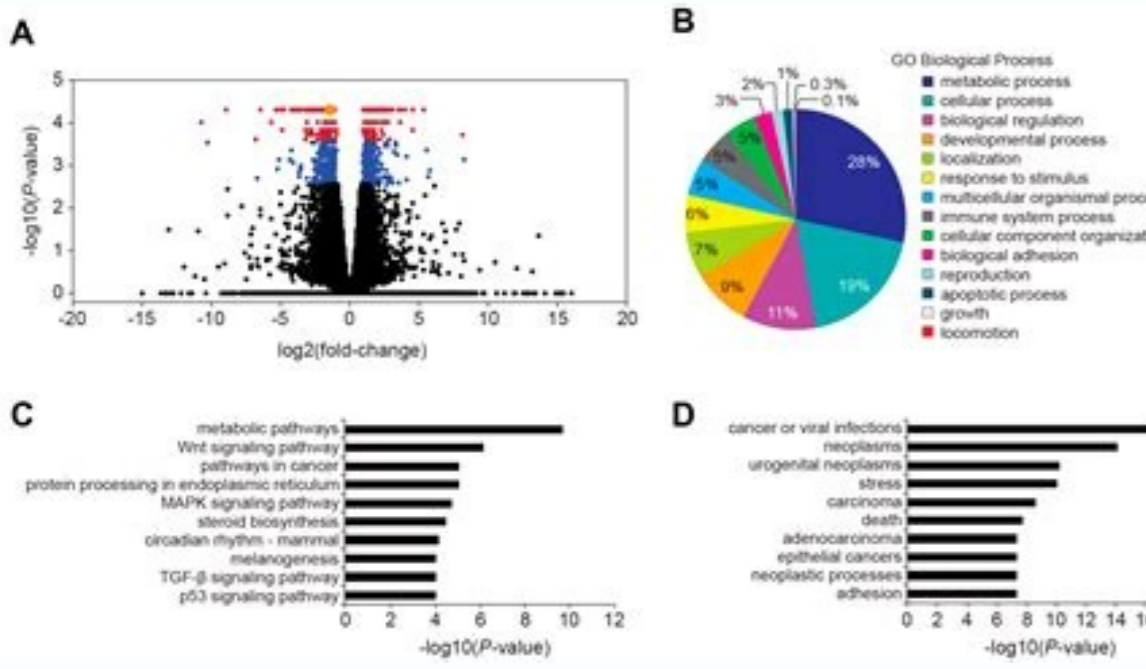 A
5
4
3
2
1
0
-log10(P-value)
-20 -15 -10 -5 0 5 10 15 20
log2(fold-change)
B
1%
2% 0.3%
3% 0.1%
5%
5% 28%
5%
6%
7%
9% 19%
11%
GO Biological Process
metabolic process
cellular process
biological regulation
developmental process
localization
response to stimulus
multicellular organismal proc
immune system process
cellular component organizat
biological adhesion
reproduction
apoptotic process
growth
locomotion
C
metabolic pathways
Wnt signaling pathway
pathways in cancer
protein processing in endoplasmic reticulum
MAPK signaling pathway
steroid biosynthesis
circadian rhythm - mammal
melanogenesis
TGF-β signaling pathway
p53 signaling pathway
0 2 4 6 8 10 12
-log10(P-value)
D
cancer or viral infections
neoplasms
urogenital neoplasms
stress
carcinoma
death
adenocarcinoma
epithelial cancers
neoplastic processes
adhesion
0 2 4 6 8 10 12 14
-log10(P-value)